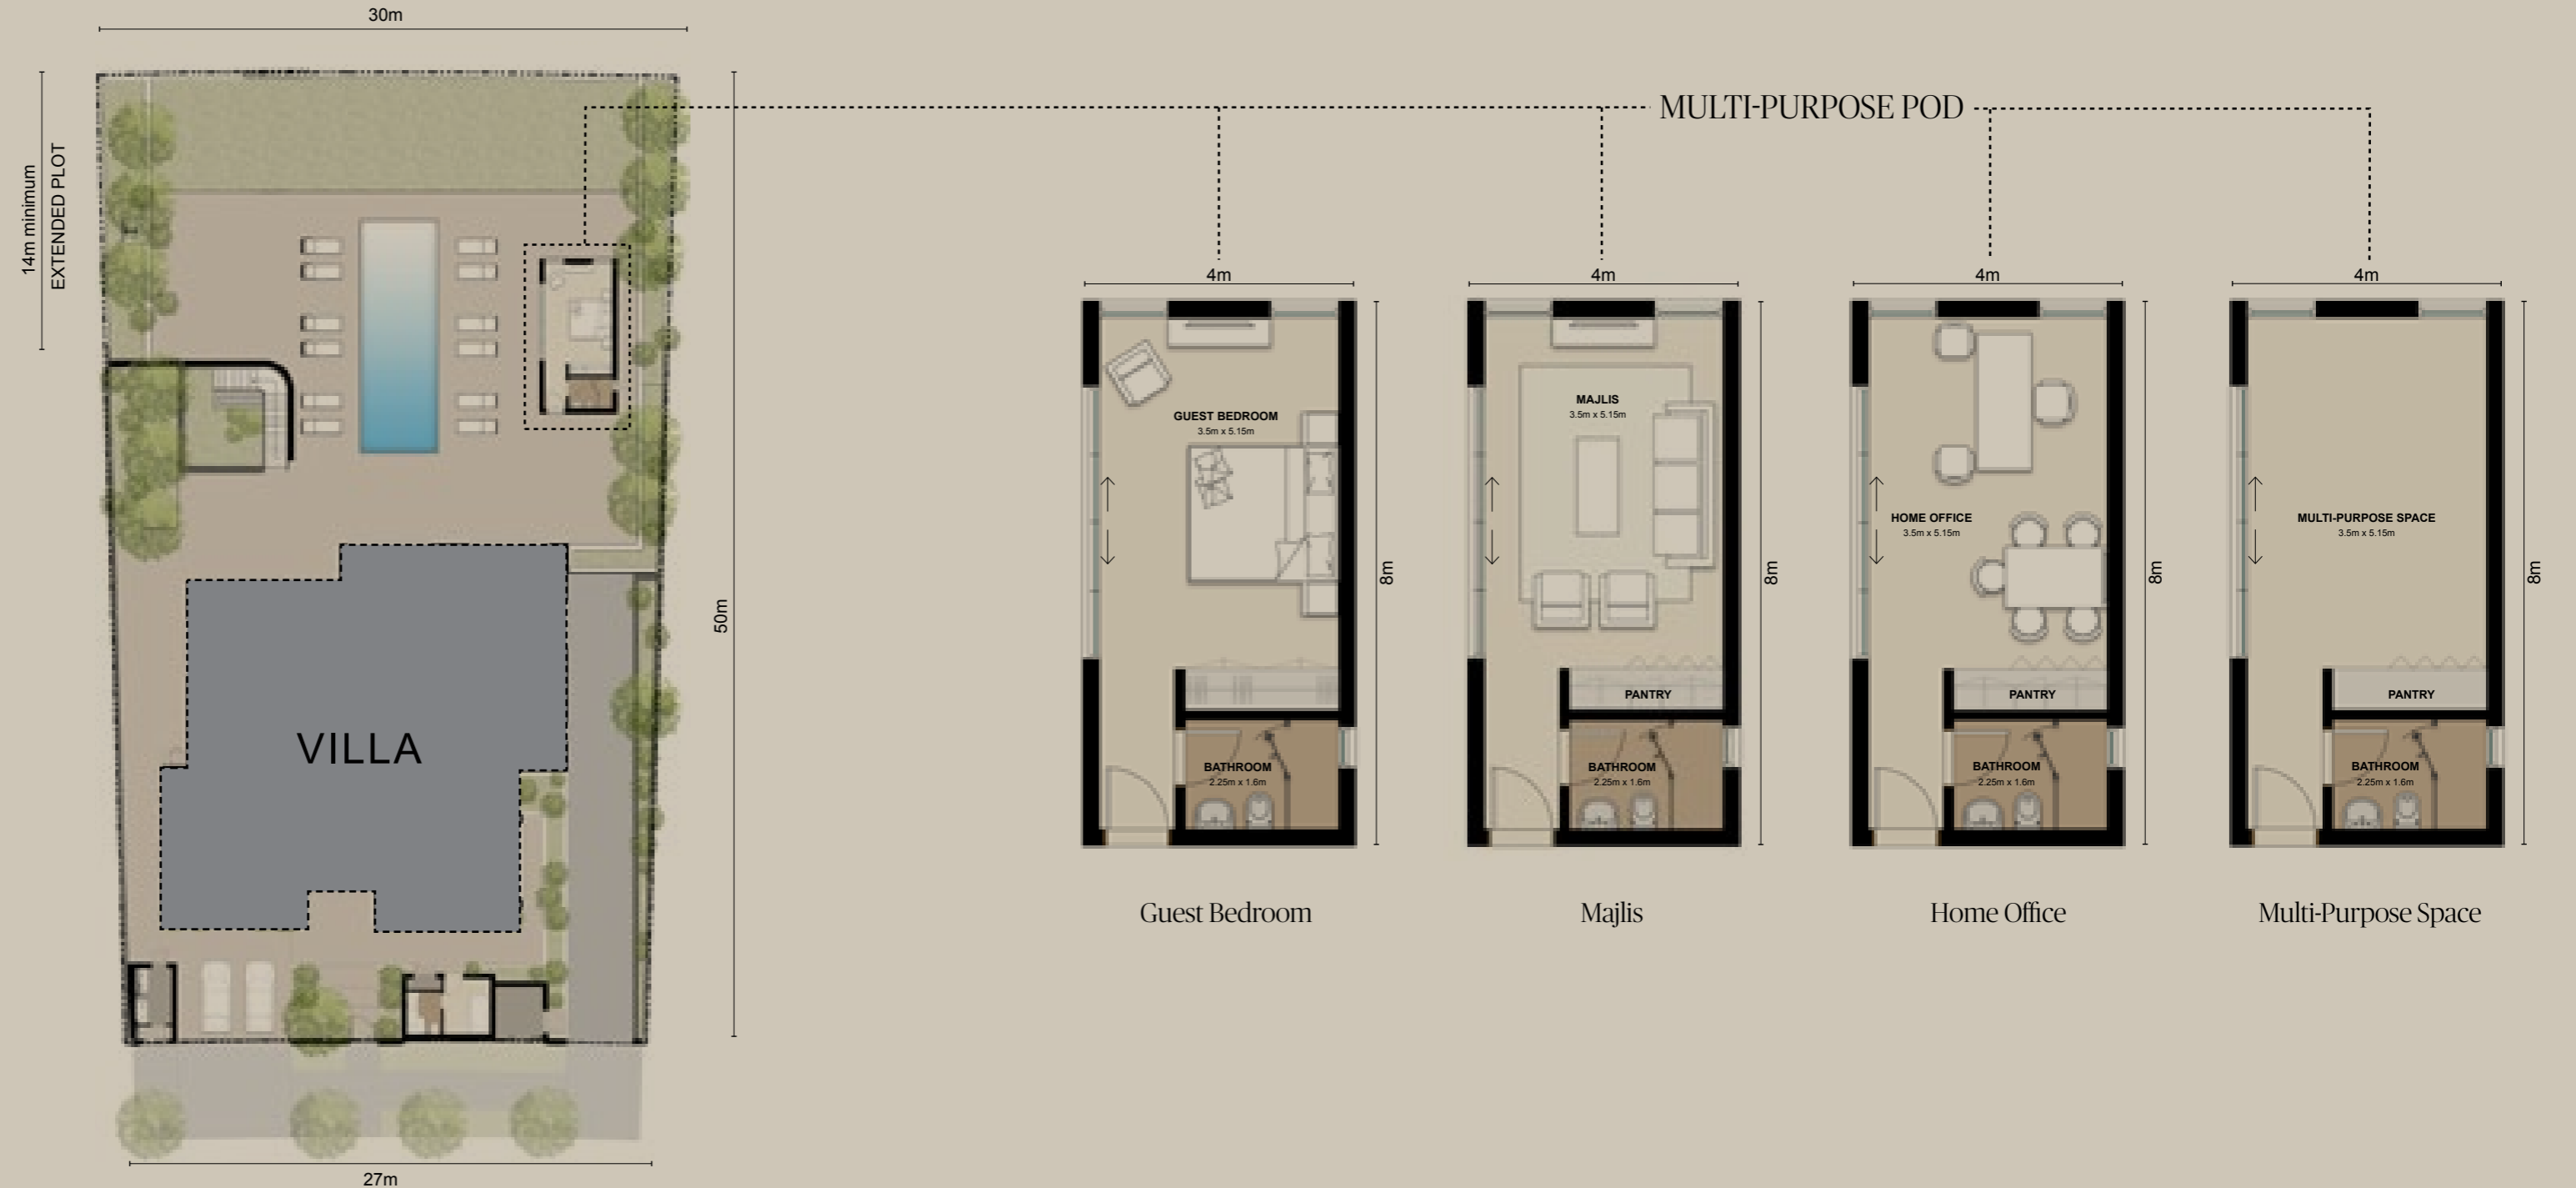 30m
14m minimum
EXTENDED PLOT
50m
VILLA
27m
MULTI-PURPOSE POD
4m
GUEST BEDROOM
3.5m x 5.15m
8m
BATHROOM
2.25m x 1.6m
Guest Bedroom
4m
MAJLIS
3.5m x 5.15m
8m
PANTRY
BATHROOM
2.25m x 1.6m
Majlis
4m
HOME OFFICE
3.5m x 5.15m
8m
PANTRY
BATHROOM
2.25m x 1.6m
Home Office
4m
MULTI-PURPOSE SPACE
3.5m x 5.15m
8m
PANTRY
BATHROOM
2.25m x 1.6m
Multi-Purpose Space